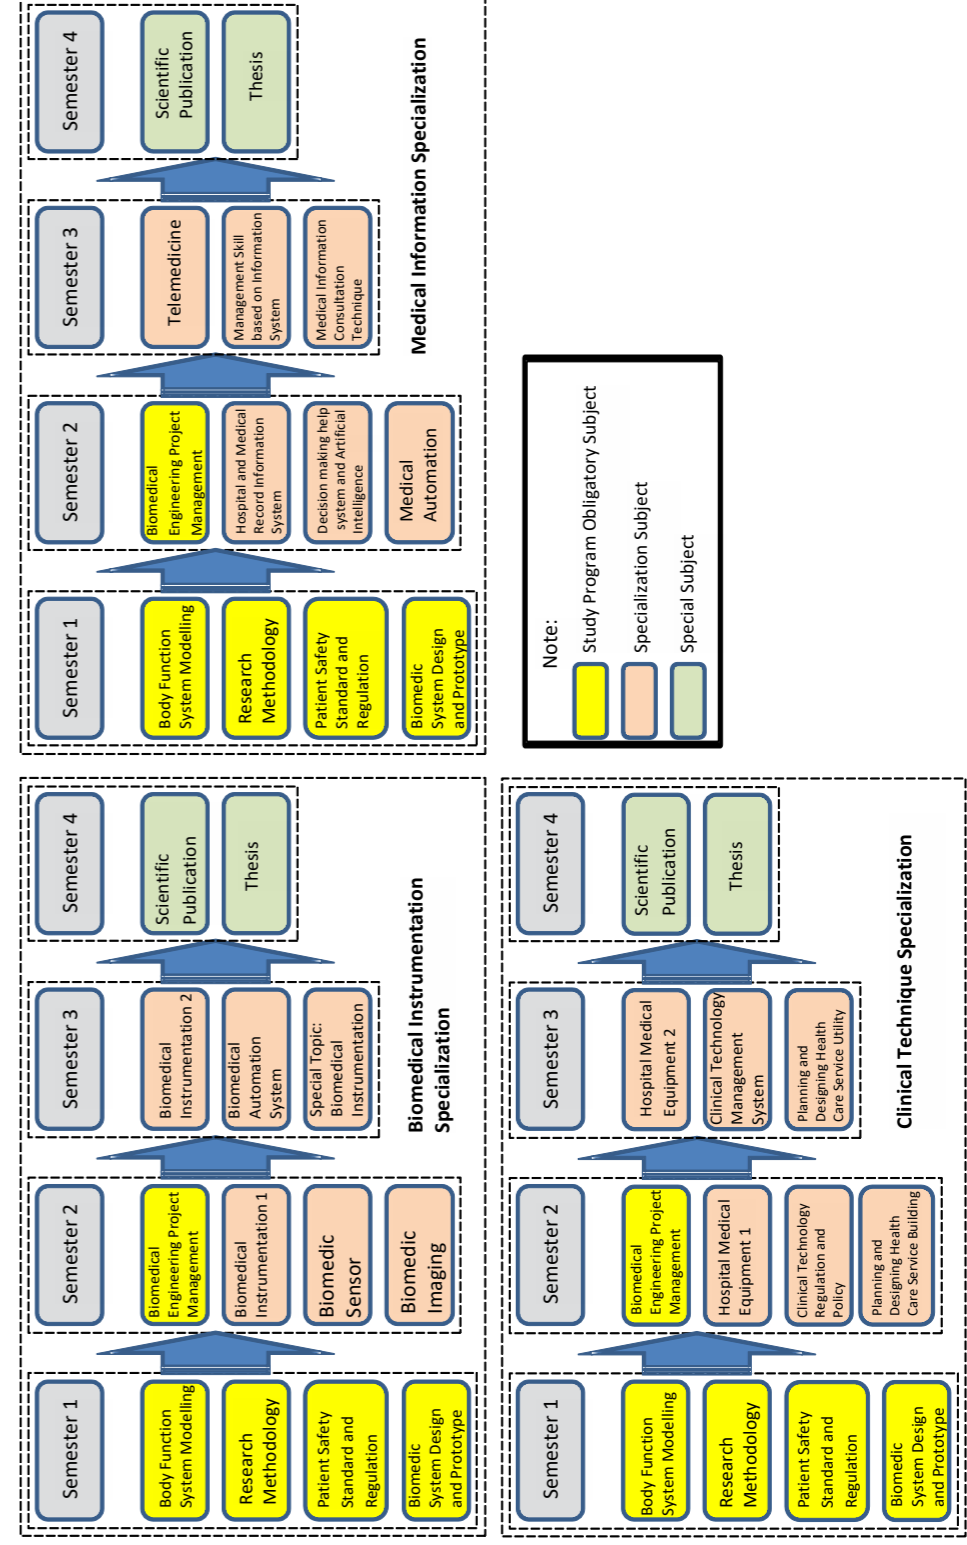 Semester 1
Body Function
System Modelling
Research
Methodology
Patient Safety
Standard and
Regulation
Biomedic
System Design
and Prototype
Semester 2
Biomedical
Engineering Project
Management
Biomedical
Instrumentation 1
Biomedic
Sensor
Biomedic
Imaging
Semester 3
Biomedical
Instrumentation 2
Biomedical
Automation
System
Special Topic:
Biomedical
Instrumentation
Semester 4
Scientific
Publication
Thesis
Biomedical Instrumentation
Specialization
Semester 1
Body Function
System Modelling
Research
Methodology
Patient Safety
Standard and
Regulation
Biomedic
System Design
and Prototype
Semester 2
Biomedical
Engineering Project
Management
Hospital and Medical
Record Information
System
Decision making help
system and Artificial
Intelligence
Medical
Automation
Semester 3
Telemedicine
Management Skill
based on Information
System
Medical Information
Consultation
Technique
Semester 4
Scientific
Publication
Thesis
Medical Information Specialization
Semester 1
Body Function
System Modelling
Research
Methodology
Patient Safety
Standard and
Regulation
Biomedic
System Design
and Prototype
Semester 2
Biomedical
Engineering Project
Management
Hospital Medical
Equipment 1
Clinical Technology
Regulation and
Policy
Planning and
Designing Health
Care Service Building
Semester 3
Hospital Medical
Equipment 2
Clinical Technology
Management
System
Planning and
Designing Health
Care Service Utility
Semester 4
Scientific
Publication
Thesis
Clinical Technique Specialization
Note:
Study Program Obligatory Subject
Specialization Subject
Special Subject